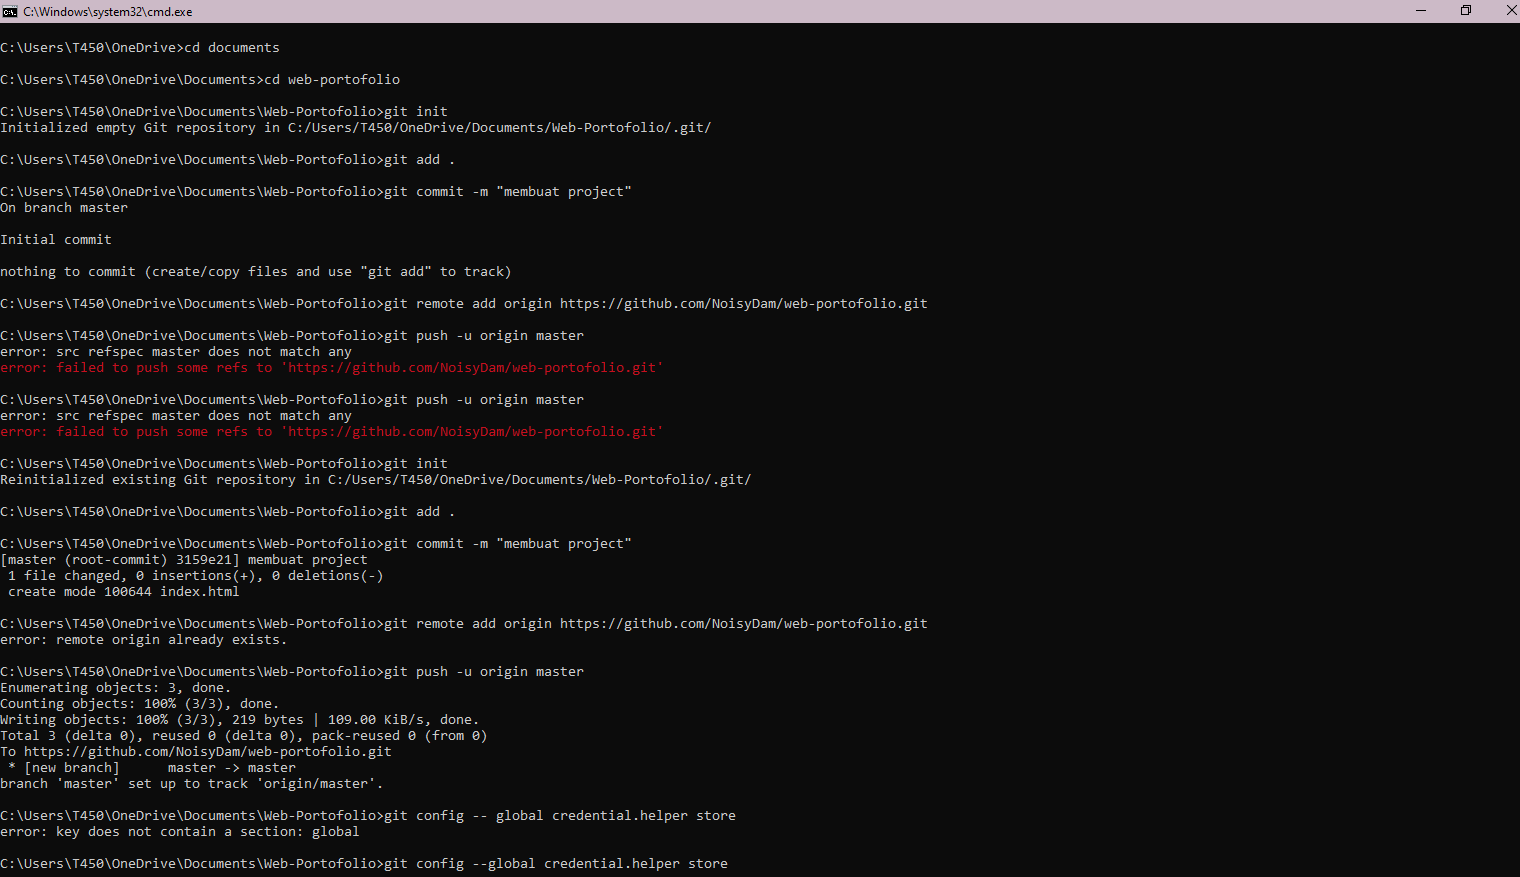 C:\Windows\system32\cmd.exe
C:\Users\T450\OneDrive>cd documents
C:\Users\T450\OneDrive\Documents>cd web-portofolio
C:\Users\T450\OneDrive\Documents\Web-Portofolio>git init
Initialized empty Git repository in C:/Users/T450/OneDrive/Documents/Web-Portofolio/.git/
C:\Users\T450\OneDrive\Documents\Web-Portofolio>git add .
C:\Users\T450\OneDrive\Documents\Web-Portofolio>git commit -m "membuat project"
On branch master
Initial commit
nothing to commit (create/copy files and use "git add" to track)
C:\Users\T450\OneDrive\Documents\Web-Portofolio>git remote add origin https://github.com/NoisyDam/web-portofolio.git
C:\Users\T450\OneDrive\Documents\Web-Portofolio>git push -u origin master
error: src refspec master does not match any
error: failed to push some refs to 'https://github.com/NoisyDam/web-portofolio.git'
C:\Users\T450\OneDrive\Documents\Web-Portofolio>git push -u origin master
error: src refspec master does not match any
error: failed to push some refs to 'https://github.com/NoisyDam/web-portofolio.git'
C:\Users\T450\OneDrive\Documents\Web-Portofolio>git init
Reinitialized existing Git repository in C:/Users/T450/OneDrive/Documents/Web-Portofolio/.git/
C:\Users\T450\OneDrive\Documents\Web-Portofolio>git add .
C:\Users\T450\OneDrive\Documents\Web-Portofolio>git commit -m "membuat project"
[master (root-commit) 3159e21] membuat project
 1 file changed, 0 insertions(+), 0 deletions(-)
 create mode 100644 index.html
C:\Users\T450\OneDrive\Documents\Web-Portofolio>git remote add origin https://github.com/NoisyDam/web-portofolio.git
error: remote origin already exists.
C:\Users\T450\OneDrive\Documents\Web-Portofolio>git push -u origin master
Enumerating objects: 3, done.
Counting objects: 100% (3/3), done.
Writing objects: 100% (3/3), 219 bytes | 109.00 KiB/s, done.
Total 3 (delta 0), reused 0 (delta 0), pack-reused 0 (from 0)
To https://github.com/NoisyDam/web-portofolio.git
 * [new branch]      master -> master
branch 'master' set up to track 'origin/master'.
C:\Users\T450\OneDrive\Documents\Web-Portofolio>git config -- global credential.helper store
error: key does not contain a section: global
C:\Users\T450\OneDrive\Documents\Web-Portofolio>git config --global credential.helper store